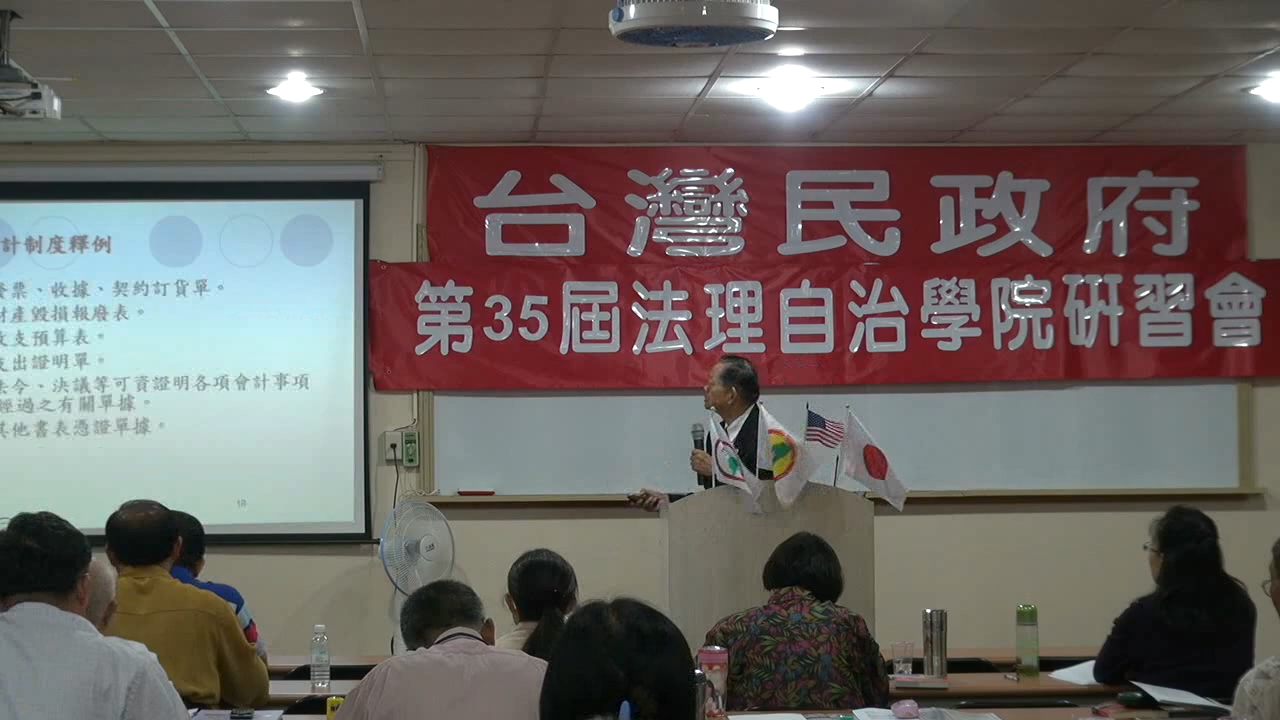 台灣民政府
第35屆法理自治學院研習會
計制度釋例
發票、收據、契約訂貨單。
財產毀損報廢表。
收支預算表。
支出證明單。
法令、決議等可資證明各項會計事項
經過之有關單據。
其他書表憑證單據。
18